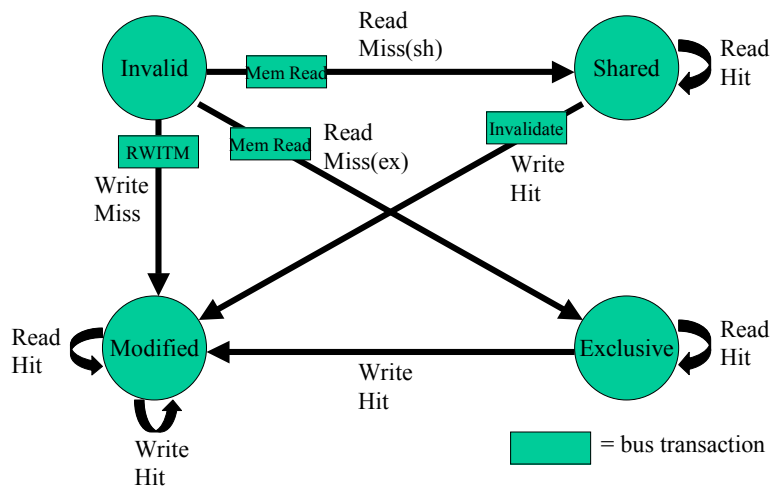 Read
Miss(sh)
Invalid
Mem Read
Shared
Read
Hit
RWITM
Mem Read
Read
Miss(ex)
Invalidate
Write
Miss
Write
Hit
Read
Hit
Modified
Exclusive
Read
Hit
Write
Hit
Write
Hit
= bus transaction